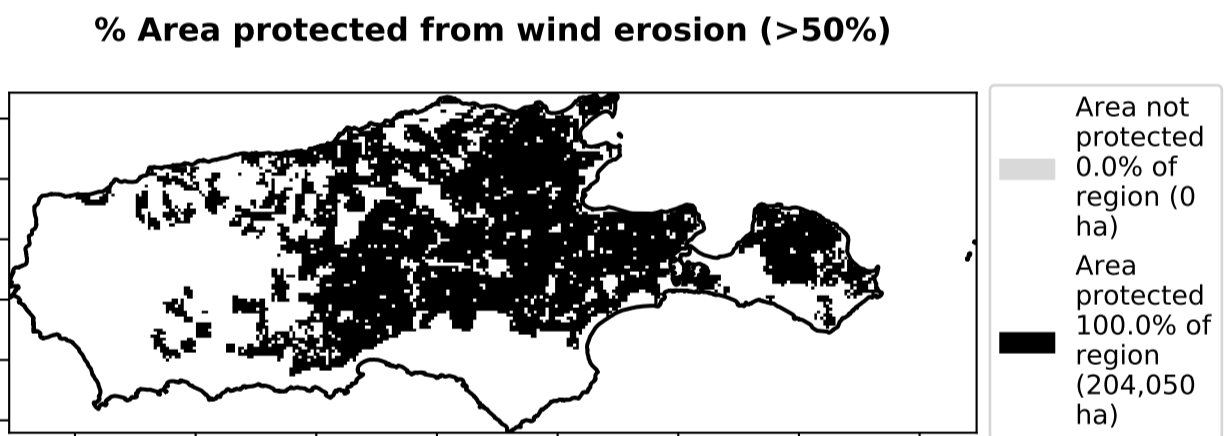 % Area protected from wind erosion (>50%)
Area not
protected
0.0% of
region (0
ha)
Area
protected
100.0% of
region
(204,050
ha)